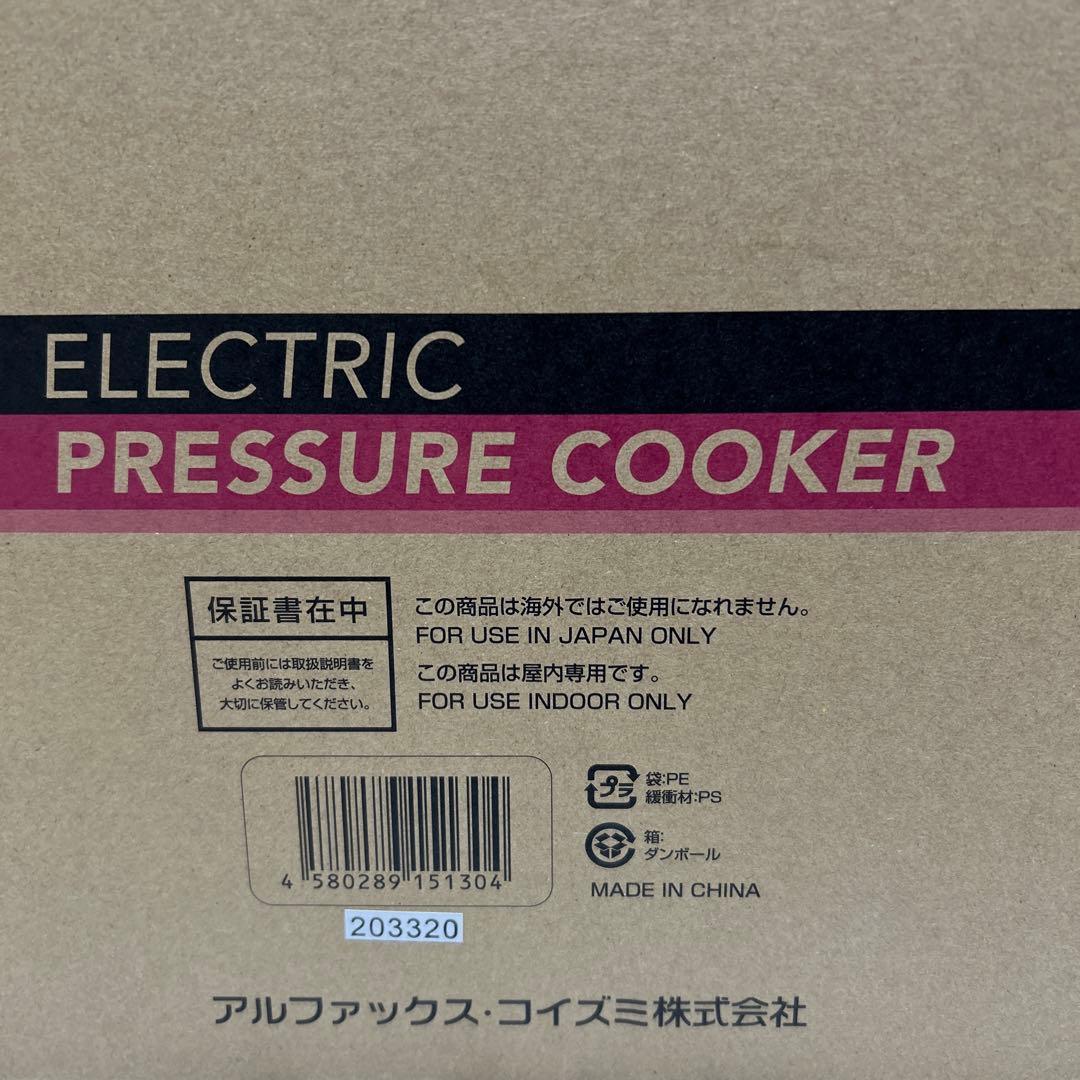 ELECTRIC
PRESSURE COOKER
保証書在中
ご使用前には取扱説明書を
よくお読みいただき、
大切に保管してください。
この商品は海外ではご使用になれません。
FOR USE IN JAPAN ONLY
この商品は屋内専用です。
FOR USE INDOOR ONLY
4 580289 151304
203320
プラ
袋:PE
緩衝材:PS
箱:
ダンボール
MADE IN CHINA
アルファックス・コイズミ株式会社